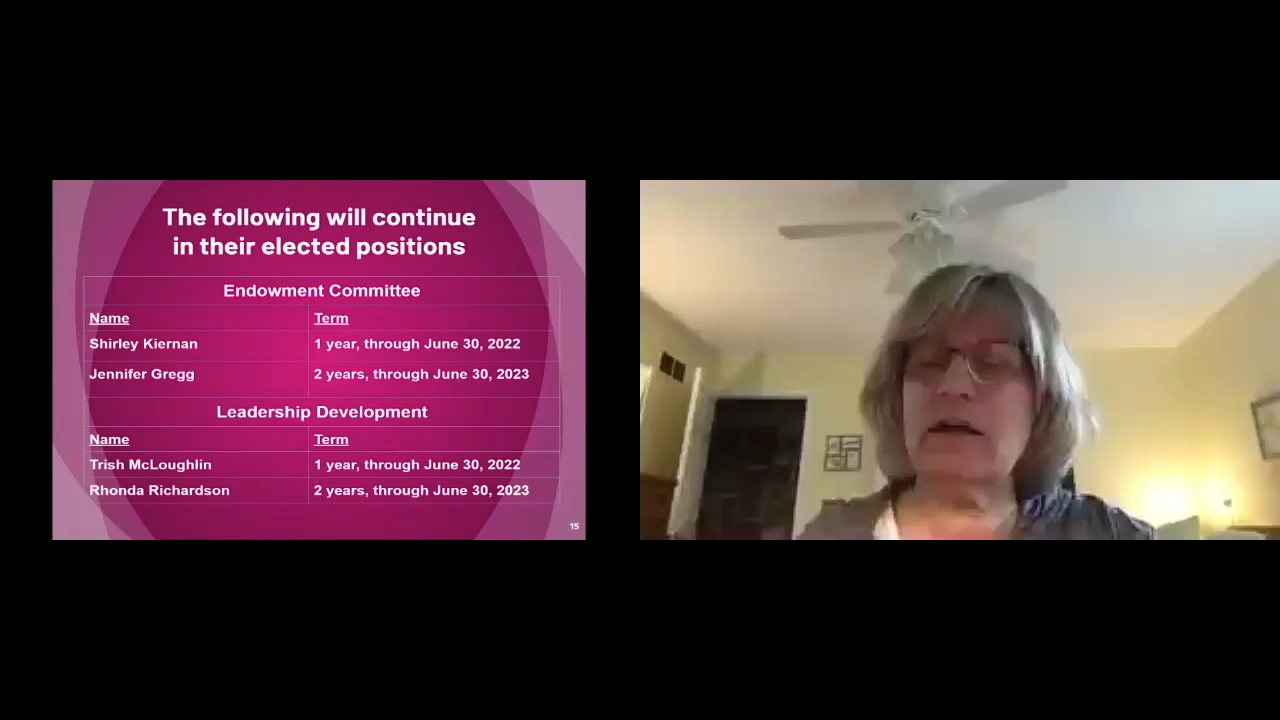 The following will continue
in their elected positions
Endowment Committee
Name Term
Shirley Kiernan 1 year, through June 30, 2022
Jennifer Gregg 2 years, through June 30, 2023
Leadership Development
Name Term
Trish McLoughlin 1 year, through June 30, 2022
Rhonda Richardson 2 years, through June 30, 2023
15